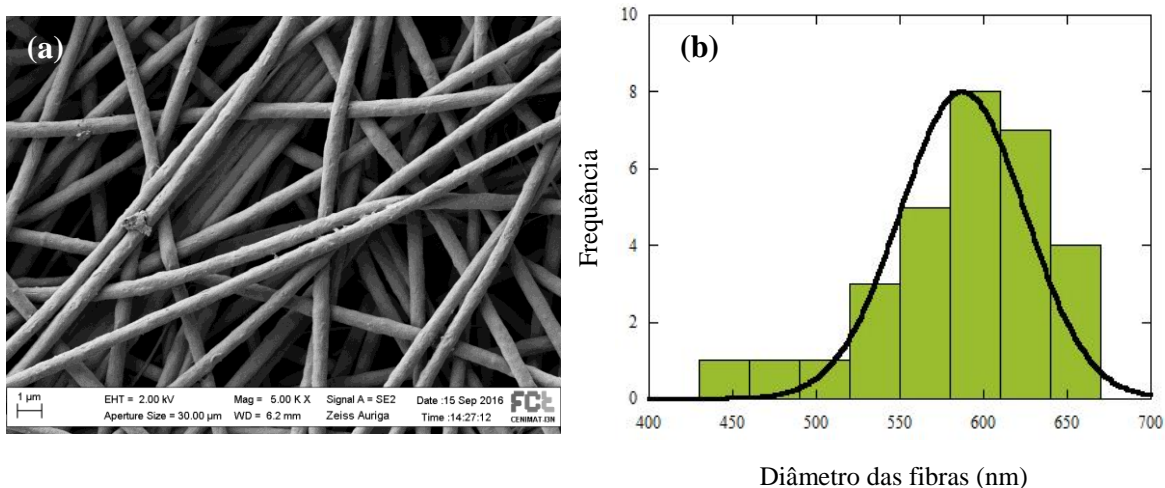 (a)
1 µm
EHT = 2.00 kV
Mag = 5.00 K X
Signal A = SE2
Date :15 Sep 2016
Aperture Size = 30.00 µm
WD = 6.2 mm
Zeiss Auriga
Time :14:27:12
FCt
CENIMAT-I3N
(b)
10
8
6
4
2
0
Frequência
400 450 500 550 600 650 700
Diâmetro das fibras (nm)